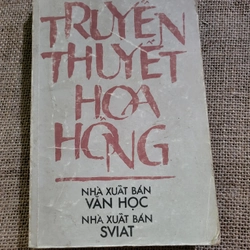 TRUYỀN
THUYẾT
HOA
HỒNG
NHÀ XUẤT BẢN
VĂN HỌC
NHÀ XUẤT BẢN
SVIAT